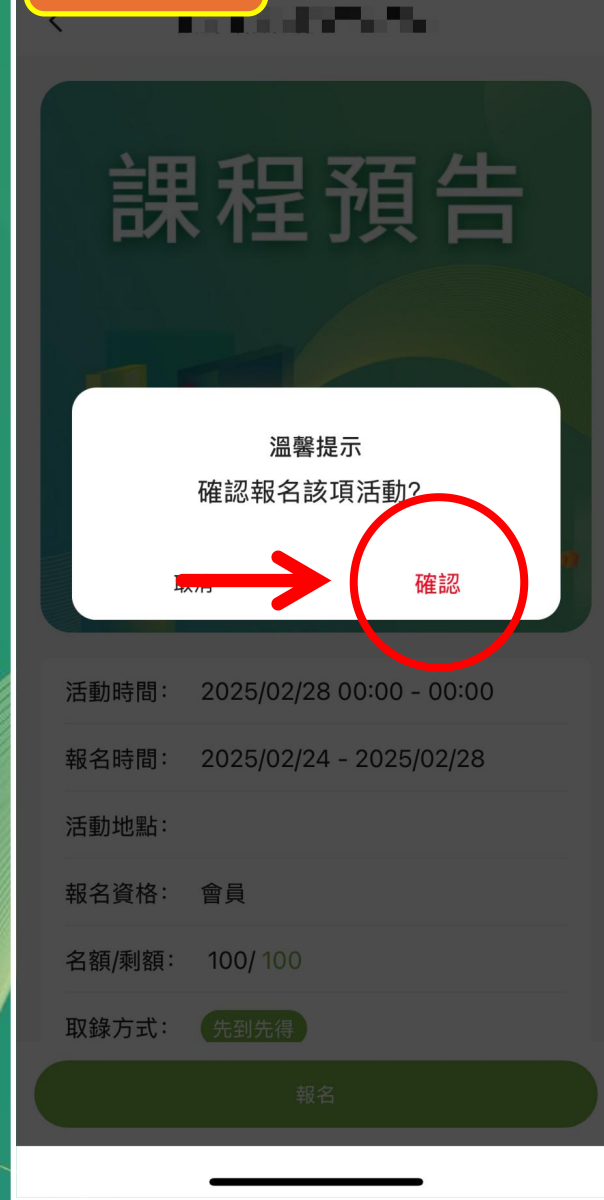 課程預告
溫馨提示
確認報名該項活動?
取消
確認
活動時間: 2025/02/28 00:00 - 00:00
報名時間: 2025/02/24 - 2025/02/28
活動地點:
報名資格: 會員
名額/剩額: 100/ 100
取錄方式: 先到先得
報名